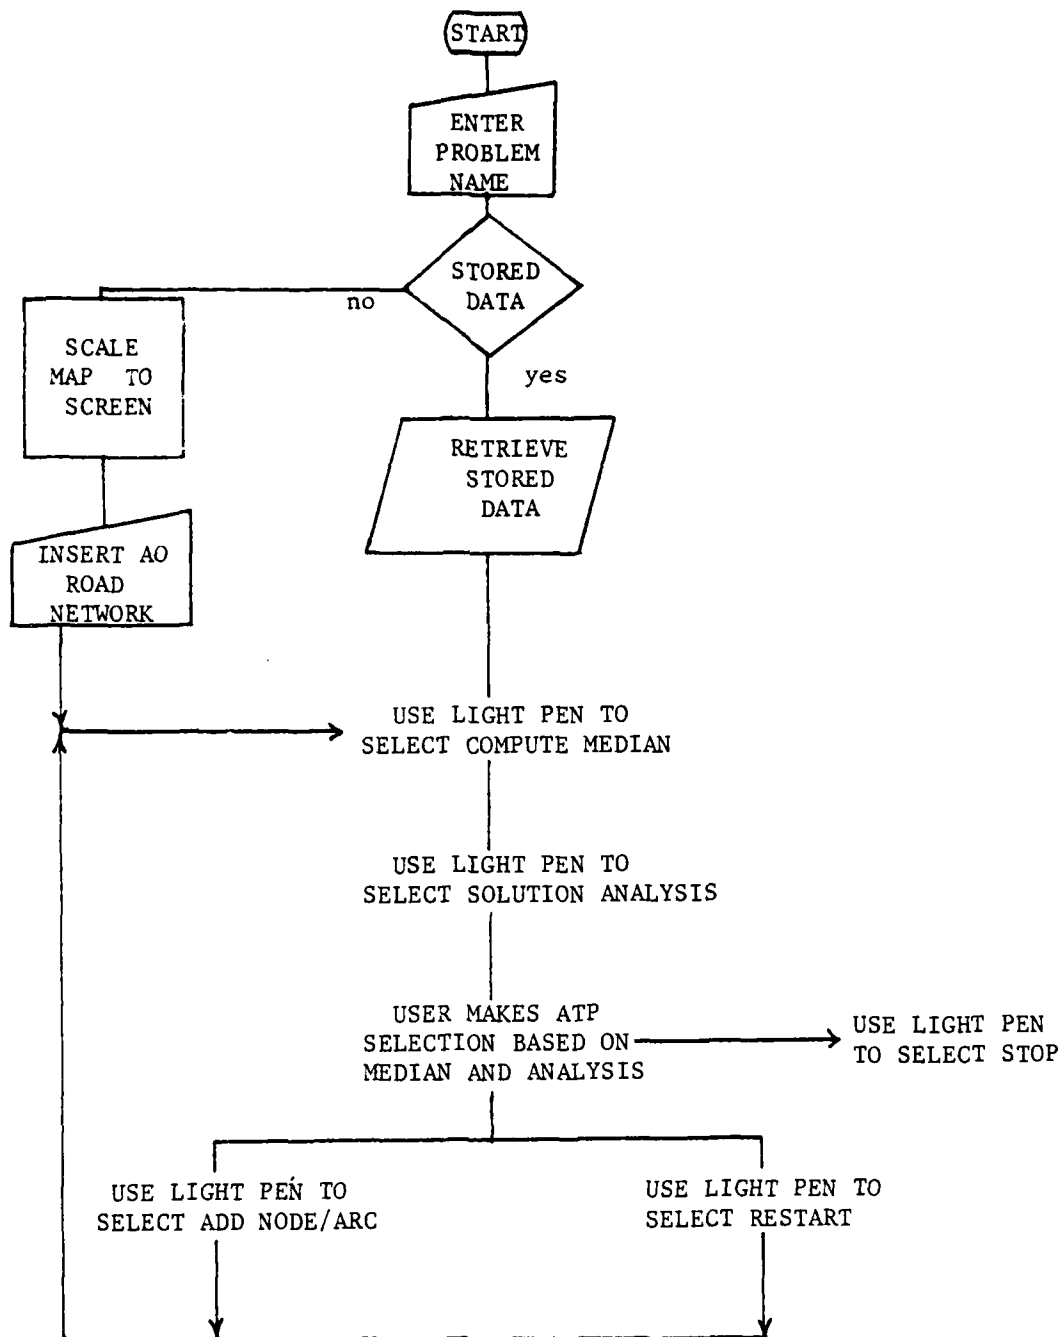 START
ENTER
PROBLEM
NAME
STORED
DATA
no
yes
SCALE
MAP TO
SCREEN
RETRIEVE
STORED
DATA
INSERT AO
ROAD
NETWORK
USE LIGHT PEN TO
SELECT COMPUTE MEDIAN
USE LIGHT PEN TO
SELECT SOLUTION ANALYSIS
USER MAKES ATP
SELECTION BASED ON
MEDIAN AND ANALYSIS
USE LIGHT PEN
TO SELECT STOP
USE LIGHT PEN TO
SELECT ADD NODE/ARC
USE LIGHT PEN TO
SELECT RESTART